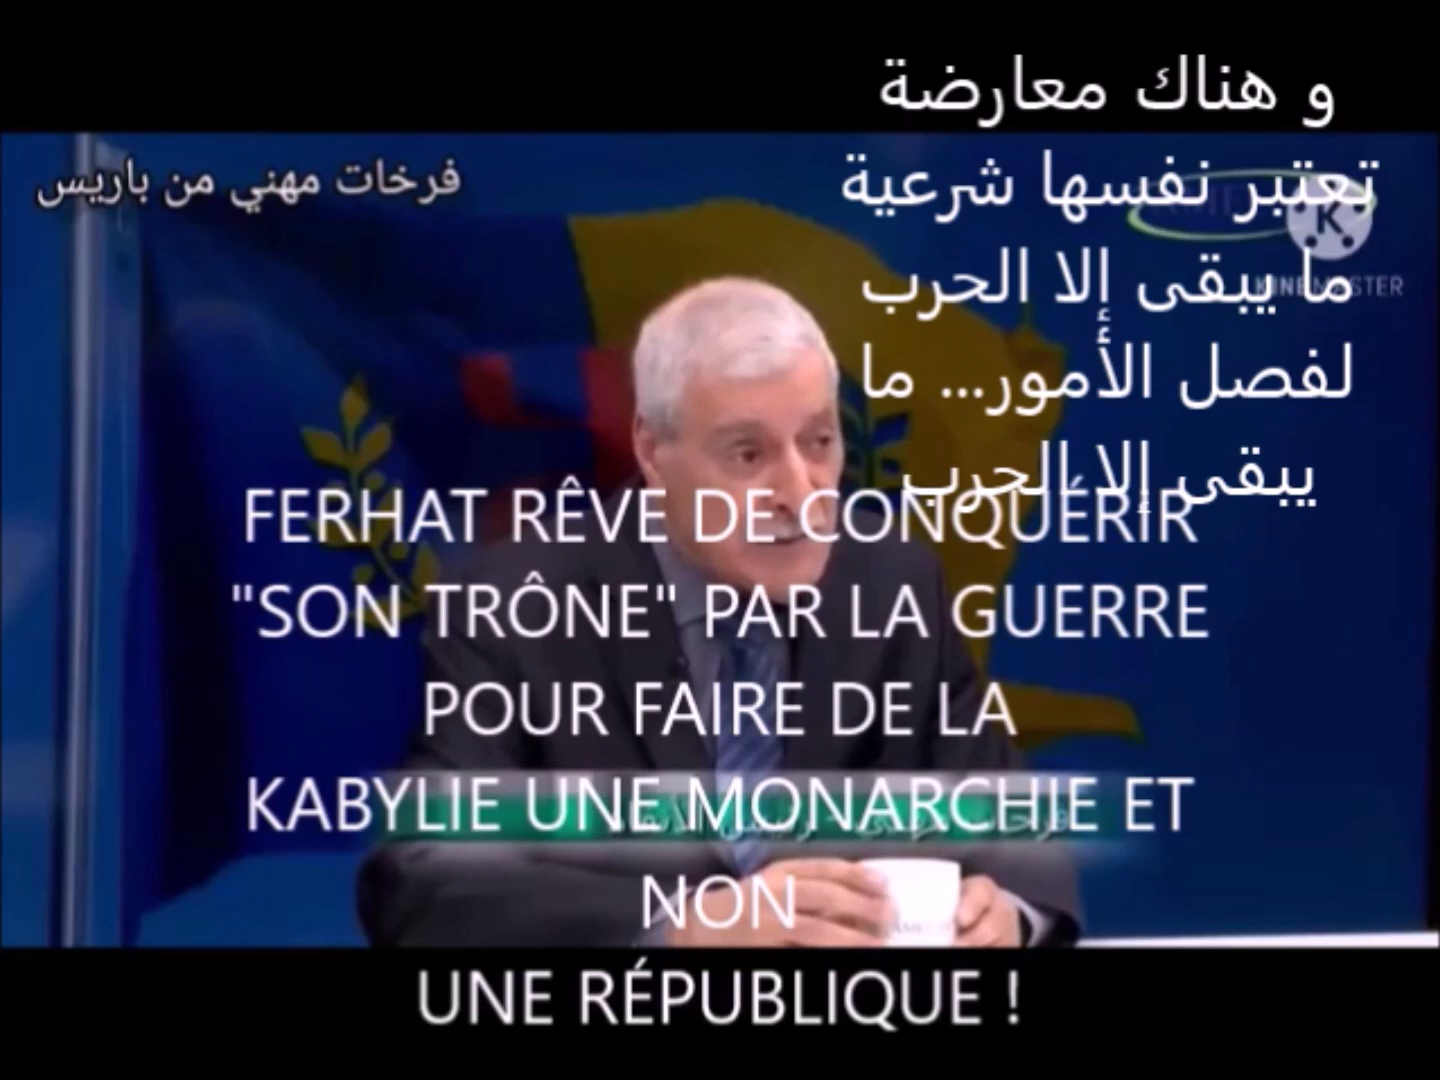 و هناك معارضة
تعتبر نفسها شرعية
ما يبقى إلا الحرب
لفصل الأمور... ما
يبقى إلا الحرب
فرخات مهني من باريس
KINEMASTER
FERHAT RÊVE DE CONQUÉRIR
"SON TRÔNE" PAR LA GUERRE
POUR FAIRE DE LA
KABYLIE UNE MONARCHIE ET
NON
UNE RÉPUBLIQUE !